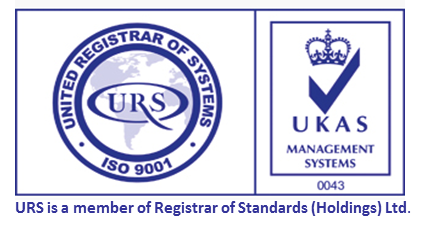 UNITED REGISTRAR OF SYSTEMS
URS
• ISO 9001 •
UKAS
MANAGEMENT
SYSTEMS
0043
URS is a member of Registrar of Standards (Holdings) Ltd.